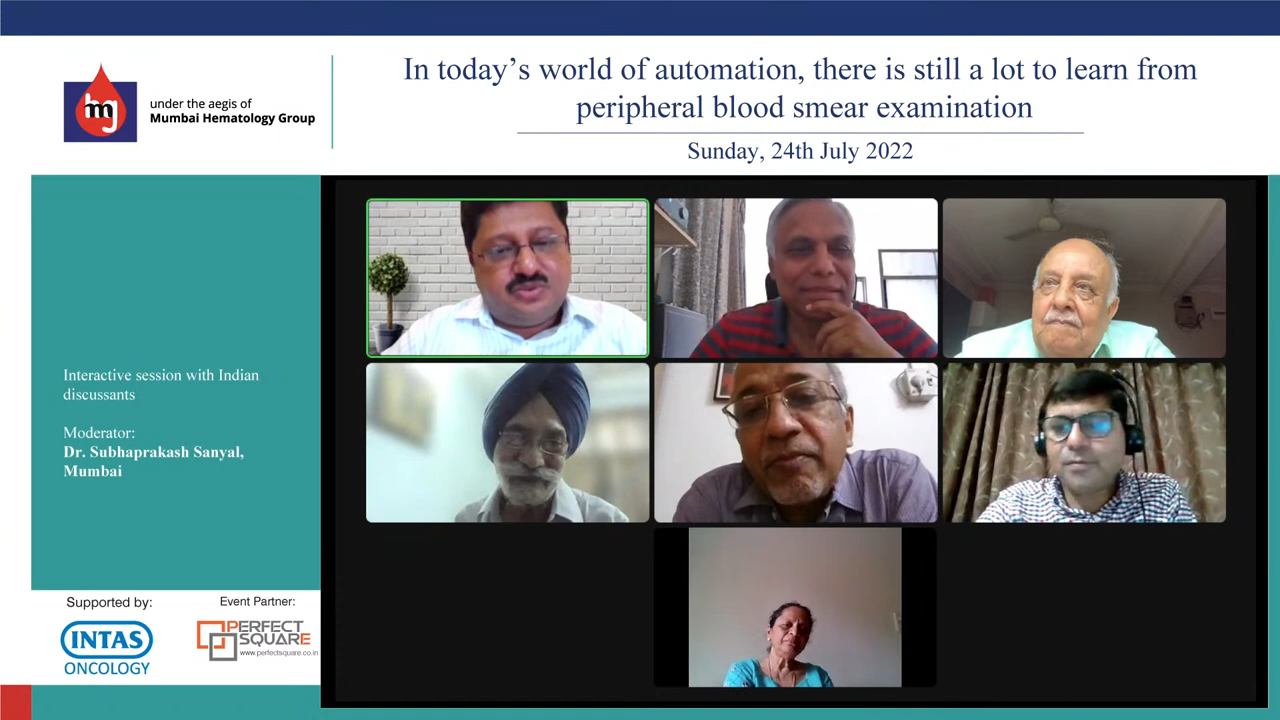 In today's world of automation, there is still a lot to learn from
peripheral blood smear examination
Sunday, 24th July 2022
hg
under the aegis of
Mumbai Hematology Group
Interactive session with Indian
discussants
Moderator:
Dr. Subhaprakash Sanyal,
Mumbai
Supported by:
INTAS
ONCOLOGY
Event Partner:
PERFECT
SQUARE
www.perfectsquare.co.in